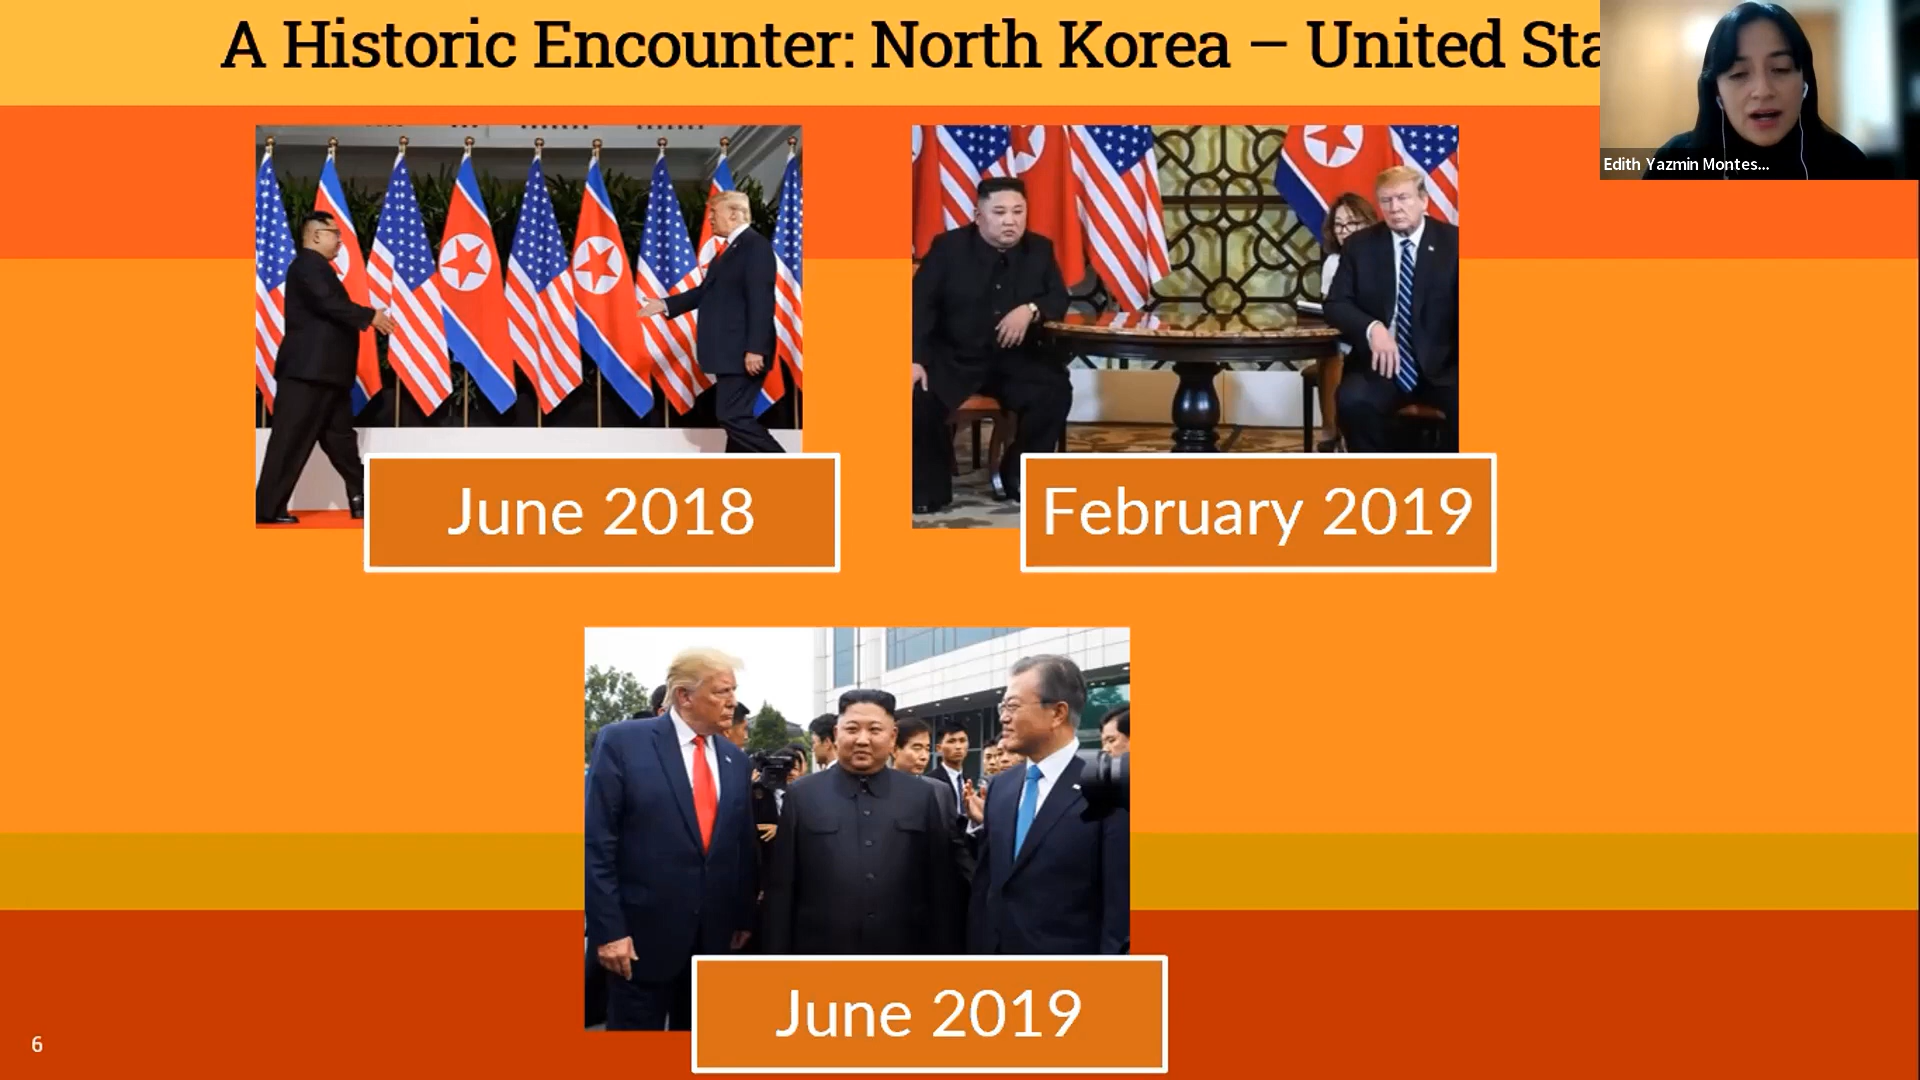 A Historic Encounter: North Korea – United Sta
Edith Yazmin Montes...
June 2018
February 2019
June 2019
6